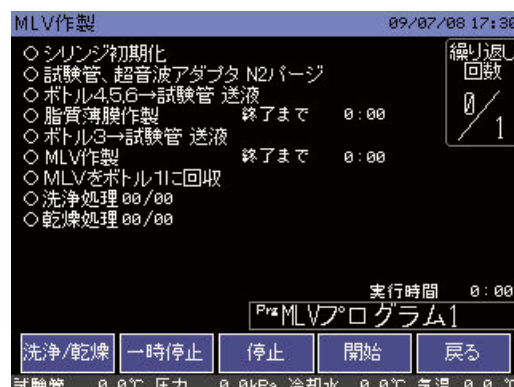 MLV作製 09/07/08 17:30
○シリンジ初期化
○試験管、超音波アダプタ N2パージ
○ボトル4,5,6→試験管 送液
○脂質薄膜作製 終了まで 0:00
○ボトル3→試験管 送液
○MLV作製 終了まで 0:00
○MLVをボトル1に回収
○洗浄処理 00/00
○乾燥処理 00/00
繰り返し
回数
0/1
実行時間 0:00
Prg MLVプログラム1
洗浄/乾燥 一時停止 停止 開始 戻る
試験管 0.0℃ 圧力 0.0kPa 冷却水 0.0℃ 気温 0.0 ℃